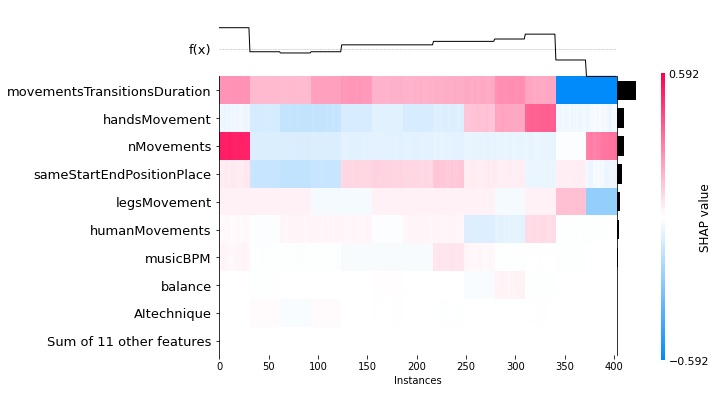 f(x)
movementsTransitionsDuration
handsMovement
nMovements
sameStartEndPositionPlace
legsMovement
humanMovements
musicBPM
balance
AItechnique
Sum of 11 other features
0 50 100 150 200 250 300 350 400
Instances
0.592
SHAP value
−0.592